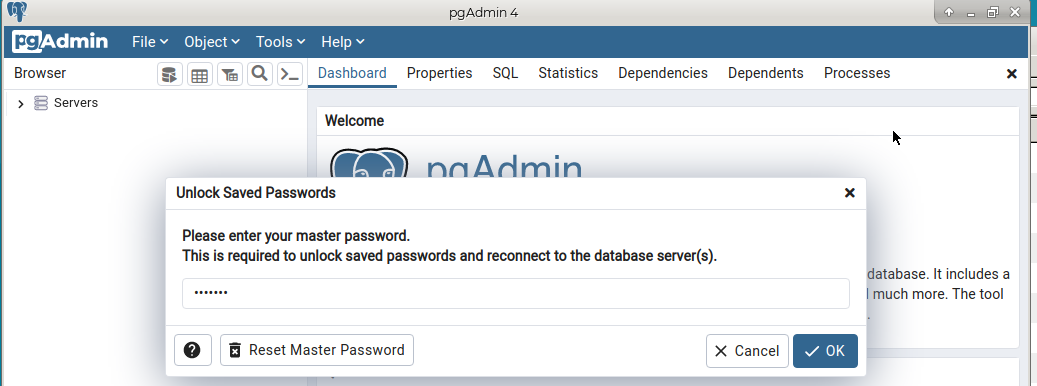 pgAdmin 4
pgAdmin File Object Tools Help
Browser Dashboard Properties SQL Statistics Dependencies Dependents Processes
Servers
Welcome
pgAdmin
Unlock Saved Passwords
Please enter your master password.
This is required to unlock saved passwords and reconnect to the database server(s).
•••••••
database. It includes a
much more. The tool
.
Reset Master Password Cancel OK